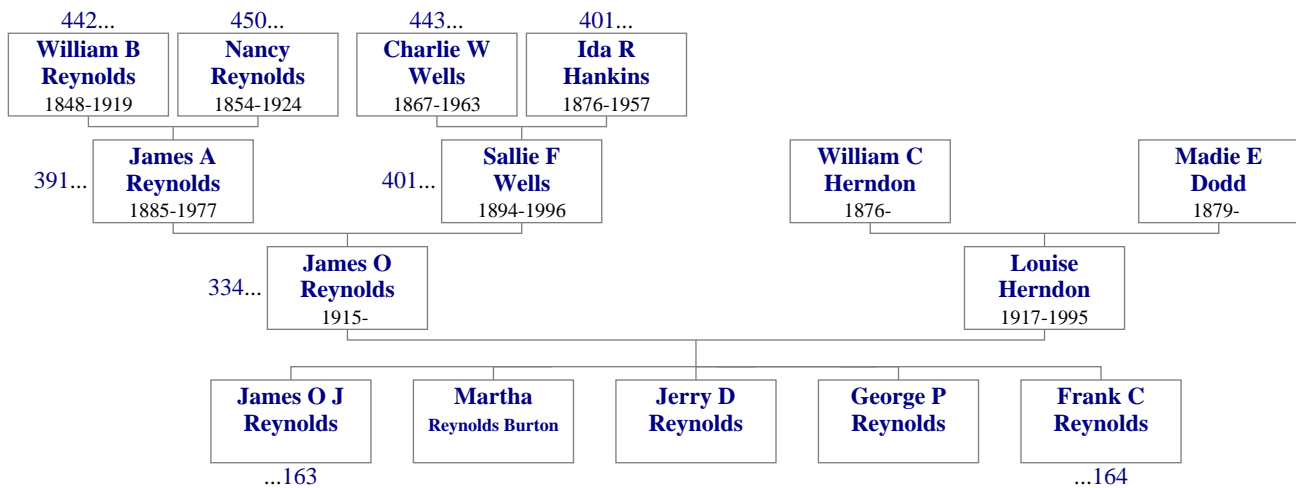 442...
450...
443...
401...
William B
Reynolds
1848-1919
Nancy
Reynolds
1854-1924
Charlie W
Wells
1867-1963
Ida R
Hankins
1876-1957
391...
James A
Reynolds
1885-1977
401...
Sallie F
Wells
1894-1996
William C
Herndon
1876-
Madie E
Dodd
1879-
334...
James O
Reynolds
1915-
Louise
Herndon
1917-1995
James O J
Reynolds
Martha
Reynolds Burton
Jerry D
Reynolds
George P
Reynolds
Frank C
Reynolds
...163
...164